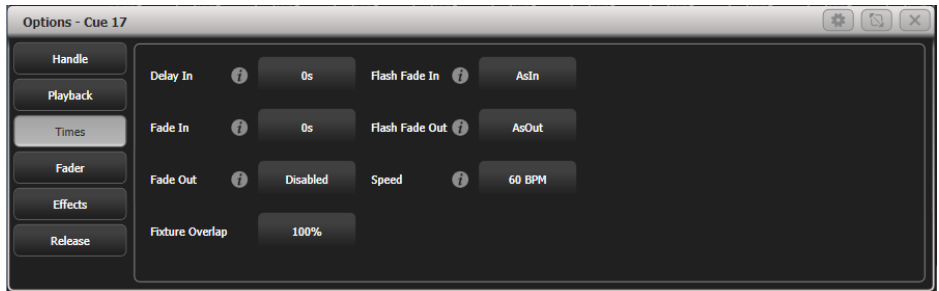 Options - Cue 17
Handle
Playback
Times
Fader
Effects
Release
Delay In i 0s Flash Fade In i AsIn
Fade In i 0s Flash Fade Out i AsOut
Fade Out i Disabled Speed i 60 BPM
Fixture Overlap 100%